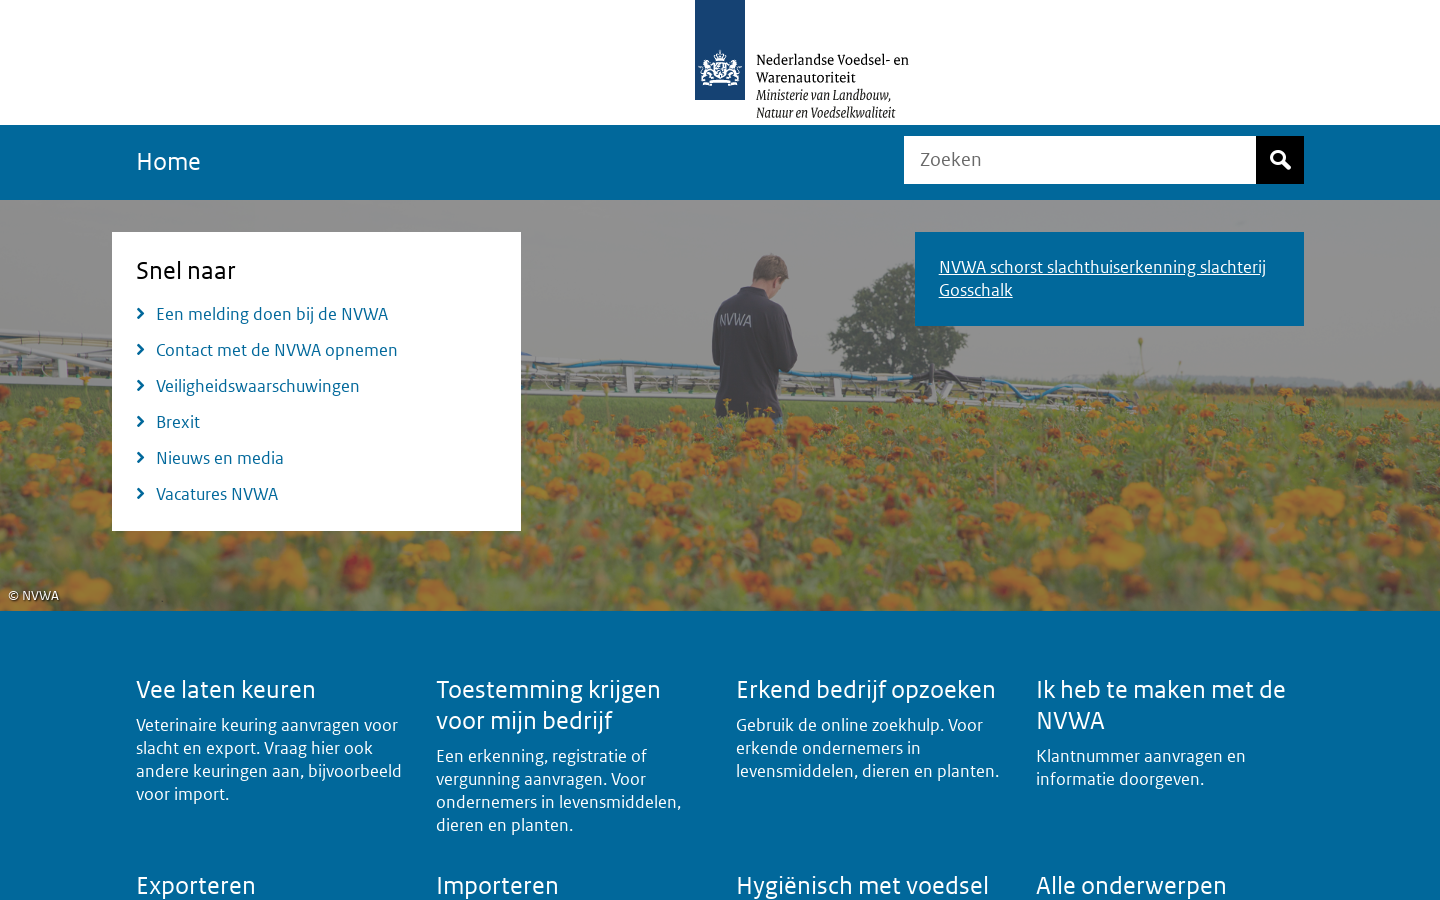 Nederlandse Voedsel- en
Warenautoriteit
Ministerie van Landbouw,
Natuur en Voedselkwaliteit
Home
Zoeken
Snel naar
Een melding doen bij de NVWA
Contact met de NVWA opnemen
Veiligheidswaarschuwingen
Brexit
Nieuws en media
Vacatures NVWA
NVWA schorst slachthuiserkenning slachterij
Gosschalk
NVWA
© NVWA
Vee laten keuren
Veterinaire keuring aanvragen voor
slacht en export. Vraag hier ook
andere keuringen aan, bijvoorbeeld
voor import.
Toestemming krijgen
voor mijn bedrijf
Een erkenning, registratie of
vergunning aanvragen. Voor
ondernemers in levensmiddelen,
dieren en planten.
Erkend bedrijf opzoeken
Gebruik de online zoekhulp. Voor
erkende ondernemers in
levensmiddelen, dieren en planten.
Ik heb te maken met de
NVWA
Klantnummer aanvragen en
informatie doorgeven.
Exporteren
Importeren
Hygiënisch met voedsel
Alle onderwerpen